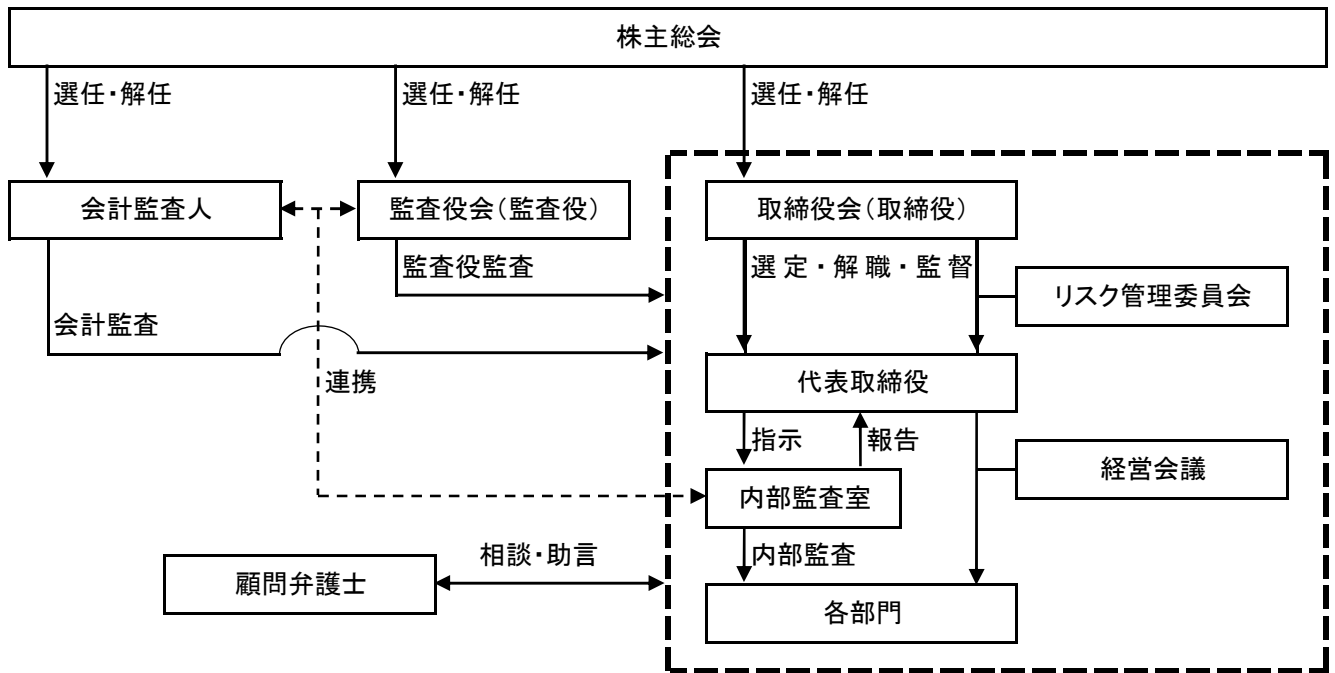 株主総会
選任・解任
選任・解任
選任・解任
会計監査人
監査役会（監査役）
取締役会（取締役）
監査役監査
選定・解職・監督
リスク管理委員会
会計監査
連携
代表取締役
指示
報告
経営会議
内部監査室
相談・助言
内部監査
顧問弁護士
各部門